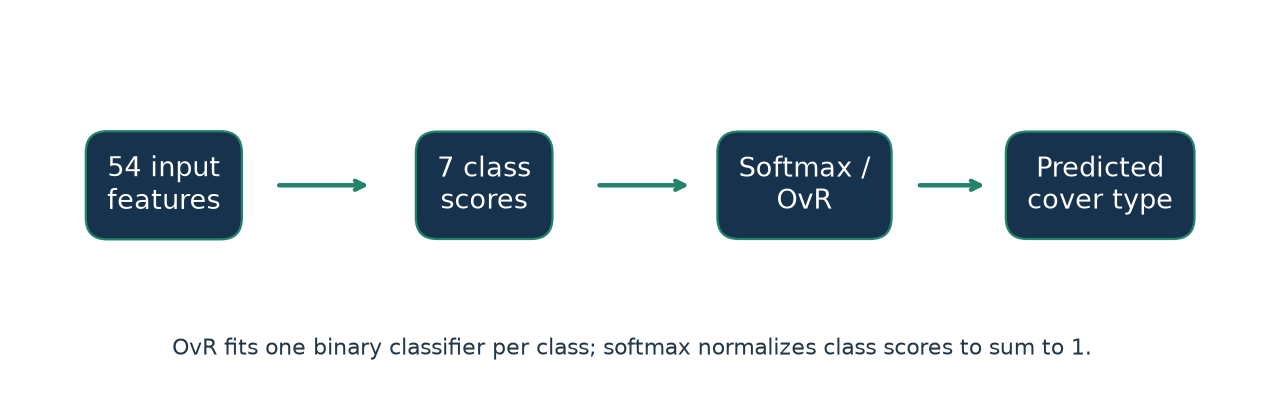 54 input
features
7 class
scores
Softmax /
OvR
Predicted
cover type
OvR fits one binary classifier per class; softmax normalizes class scores to sum to 1.